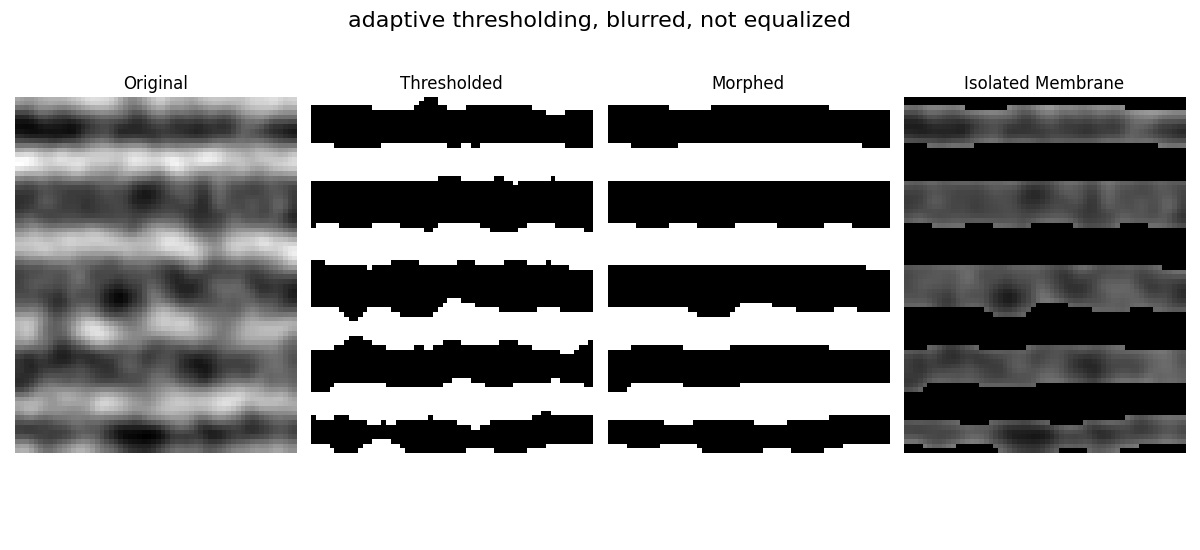 adaptive thresholding, blurred, not equalized
Original
Thresholded
Morphed
Isolated Membrane